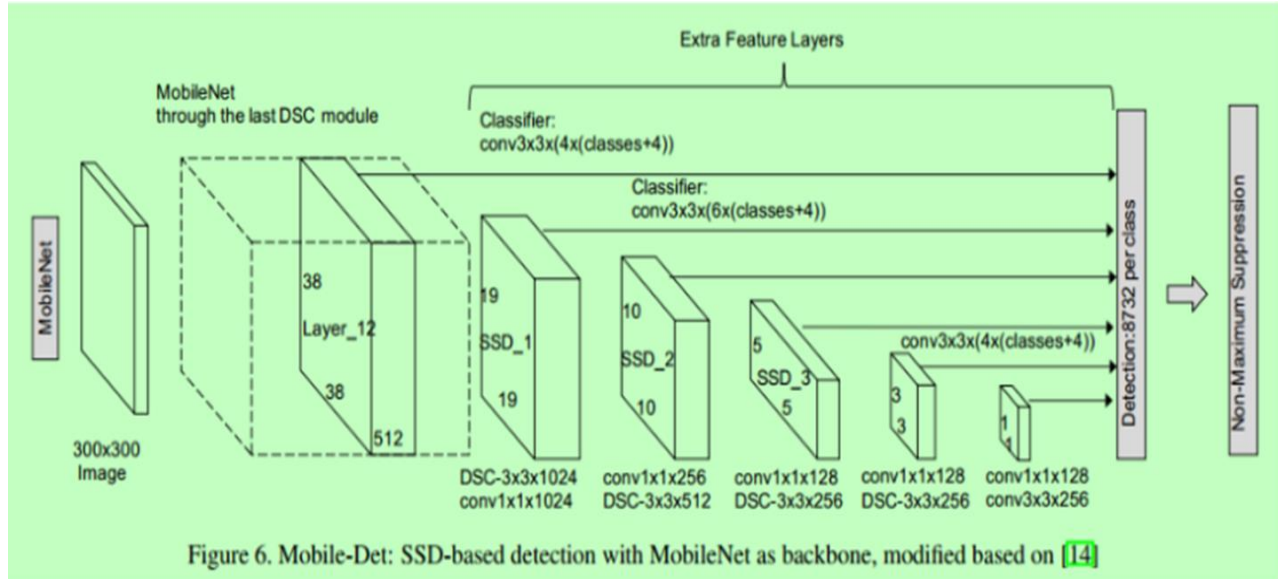 Extra Feature Layers
MobileNet
through the last DSC module
Classifier:
conv3x3x(4x(classes+4))
Classifier:
conv3x3x(6x(classes+4))
MobileNet
38
Layer_12
38
512
19
SSD_1
19
10
SSD_2
10
5
SSD_3
5
conv3x3x(4x(classes+4))
3
3
1
1
Detection:8732 per class
Non-Maximum Suppression
300x300
Image
DSC-3x3x1024
conv1x1x1024
conv1x1x256
DSC-3x3x512
conv1x1x128
DSC-3x3x256
conv1x1x128
DSC-3x3x256
conv1x1x128
conv3x3x256
Figure 6. Mobile-Det: SSD-based detection with MobileNet as backbone, modified based on [14]